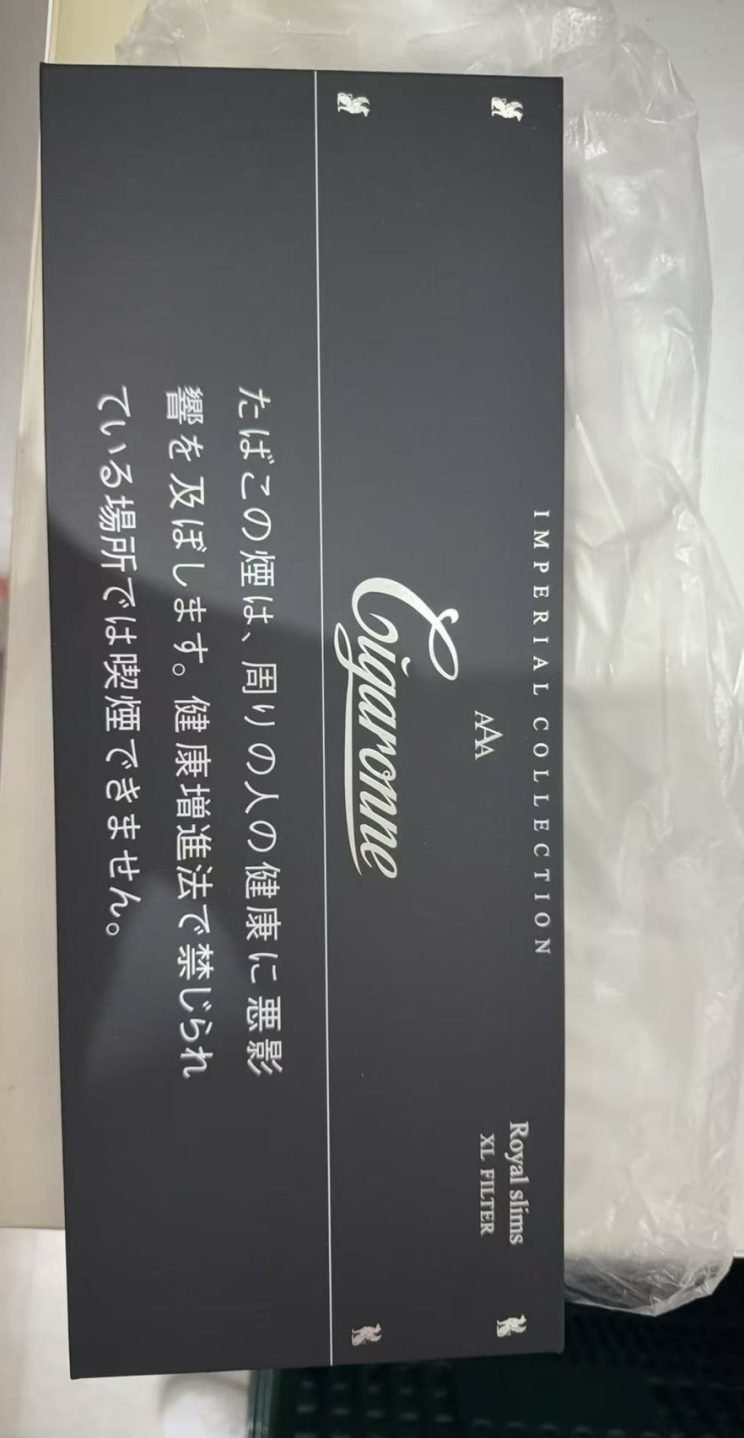 IMPERIAL COLLECTION
AAA
Cigaronne
Royal slims
XL FILTER
たばこの煙は、周りの人の健康に悪影
響を及ぼします。健康増進法で禁じられ
ている場所では喫煙できません。